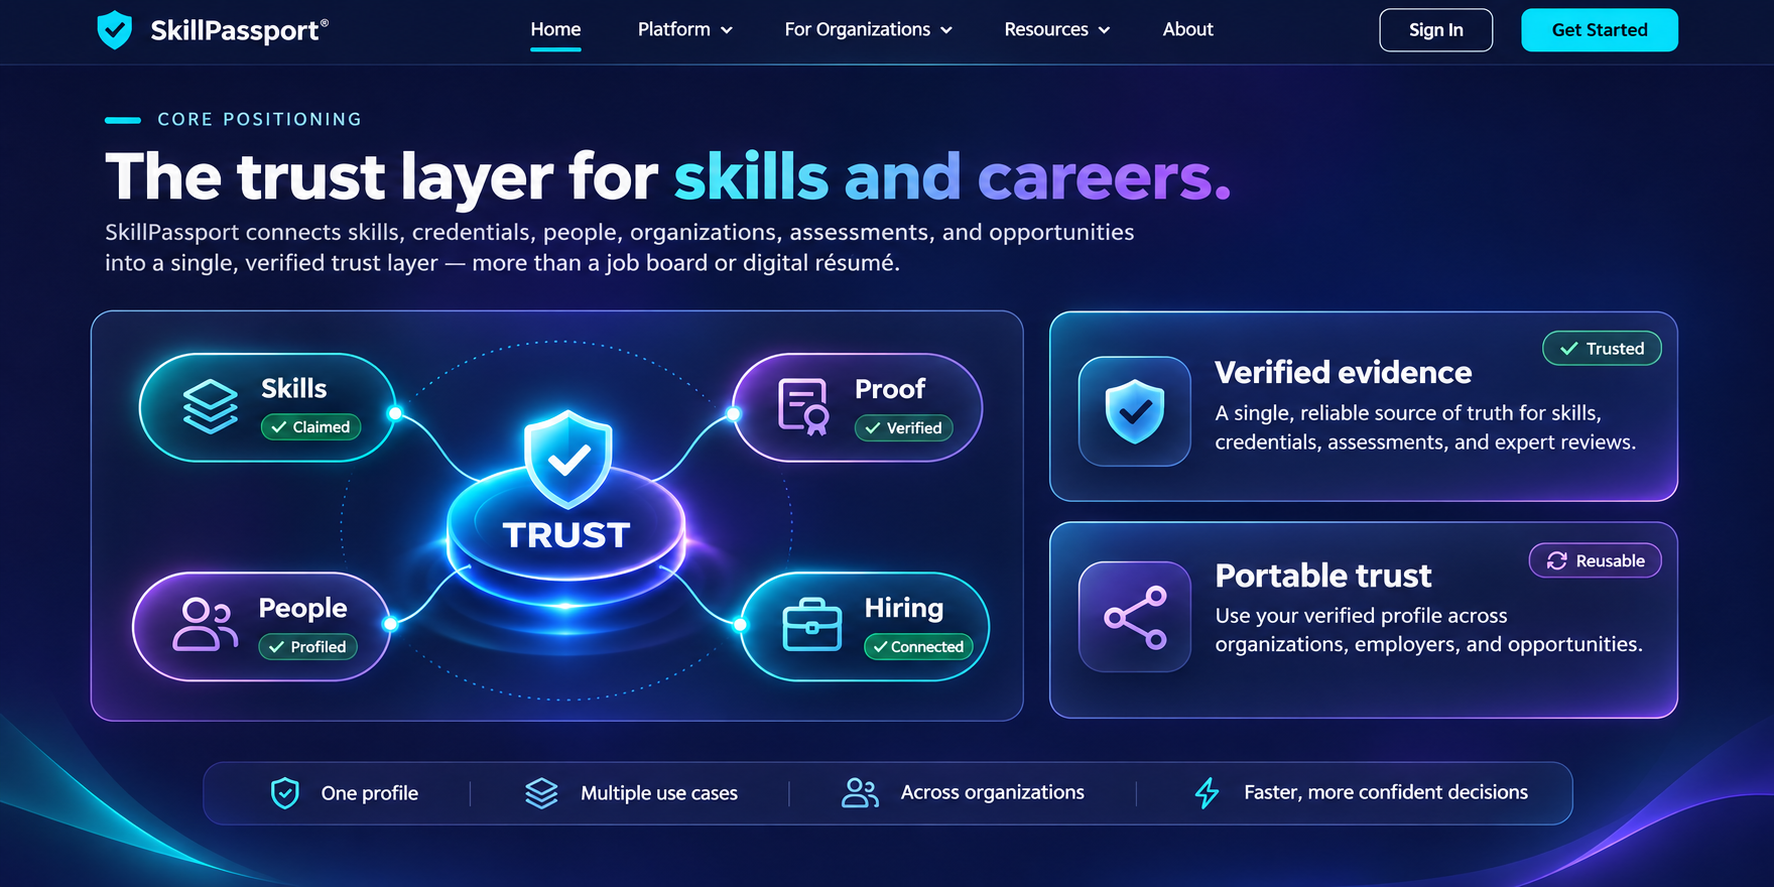 SkillPassport®
Home
Platform
For Organizations
Resources
About
Sign In
Get Started
CORE POSITIONING
The trust layer for skills and careers.
SkillPassport connects skills, credentials, people, organizations, assessments, and opportunities
into a single, verified trust layer — more than a job board or digital résumé.
Skills
Claimed
Proof
Verified
TRUST
People
Profiled
Hiring
Connected
Trusted
Verified evidence
A single, reliable source of truth for skills,
credentials, assessments, and expert reviews.
Reusable
Portable trust
Use your verified profile across
organizations, employers, and opportunities.
One profile
Multiple use cases
Across organizations
Faster, more confident decisions